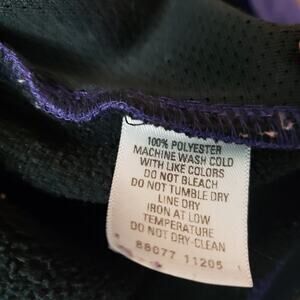 100% POLYESTER
MACHINE WASH COLD
WITH LIKE COLORS
DO NOT BLEACH
DO NOT TUMBLE DRY
LINE DRY
IRON AT LOW
TEMPERATURE
DO NOT DRY-CLEAN
88677 11205